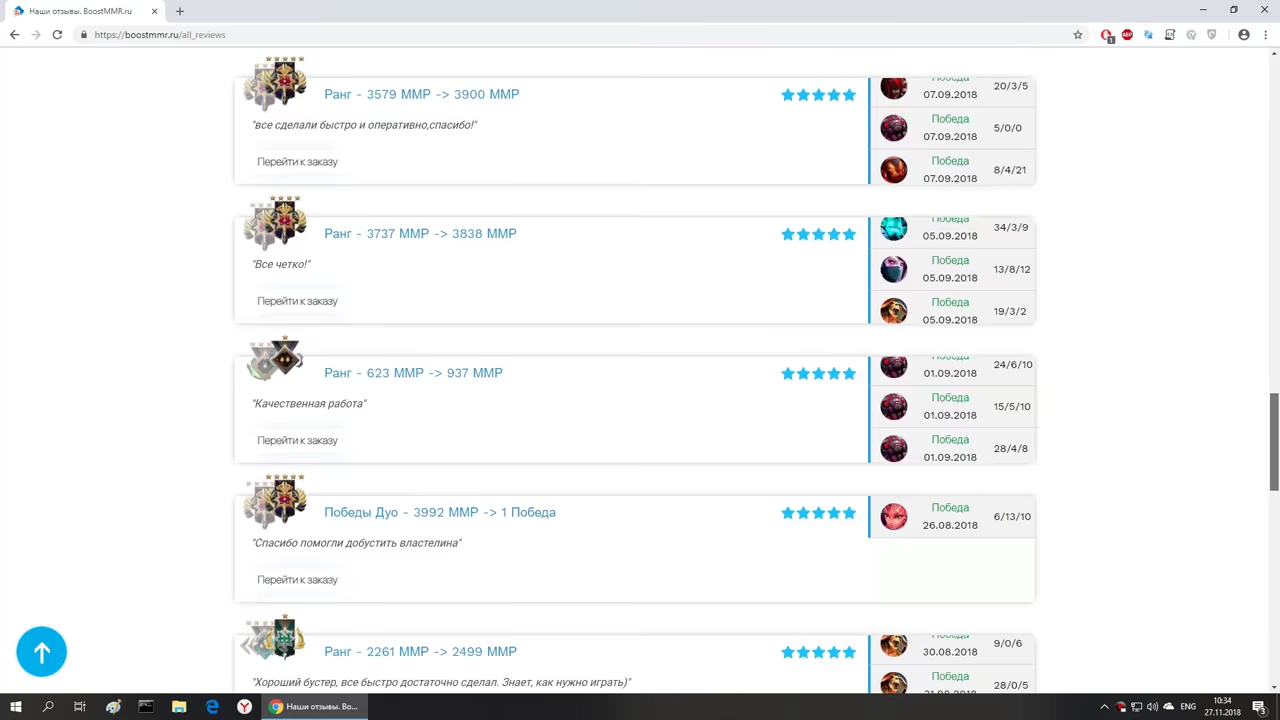 Наши отзывы. BoostMMR.ru
https://boostmmr.ru/all_reviews
1
ABP
Ранг - 3579 MMP -> 3900 MMP
"все сделали быстро и оперативно,спасибо!"
Перейти к заказу
Победа
20/3/5
07.09.2018
Победа
5/0/0
07.09.2018
Победа
8/4/21
07.09.2018
Ранг - 3737 MMP -> 3838 MMP
"Все четко!"
Перейти к заказу
Победа
34/3/9
05.09.2018
Победа
13/8/12
05.09.2018
Победа
19/3/2
05.09.2018
Ранг - 623 MMP -> 937 MMP
"Качественная работа"
Перейти к заказу
Победа
24/6/10
01.09.2018
Победа
15/5/10
01.09.2018
Победа
28/4/8
01.09.2018
Победы Дуо - 3992 MMP -> 1 Победа
"Спасибо помогли добустить властелина"
Перейти к заказу
Победа
6/13/10
26.08.2018
Ранг - 2261 MMP -> 2499 MMP
"Хороший бустер, все быстро достаточно сделал. Знает, как нужно играть)"
Победа
9/0/6
30.08.2018
28/0/5
Наши отзывы. Bo...
ENG
10:34
27.11.2018
3